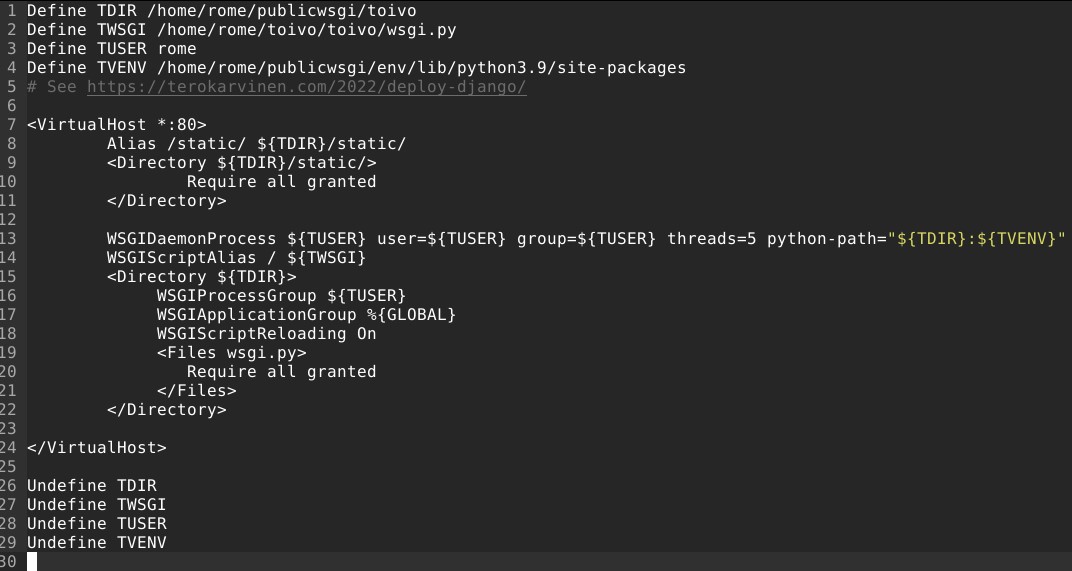 1 Define TDIR /home/rome/publicwsgi/toivo
2 Define TWSGI /home/rome/toivo/toivo/wsgi.py
3 Define TUSER rome
4 Define TVENV /home/rome/publicwsgi/env/lib/python3.9/site-packages
5 # See https://terokarvinen.com/2022/deploy-django/
6
7 <VirtualHost *:80>
8         Alias /static/ ${TDIR}/static/
9         <Directory ${TDIR}/static/>
10                 Require all granted
11         </Directory>
12
13         WSGIDaemonProcess ${TUSER} user=${TUSER} group=${TUSER} threads=5 python-path="${TDIR}:${TVENV}"
14         WSGIScriptAlias / ${TWSGI}
15         <Directory ${TDIR}>
16              WSGIProcessGroup ${TUSER}
17              WSGIApplicationGroup %{GLOBAL}
18              WSGIScriptReloading On
19              <Files wsgi.py>
20                 Require all granted
21              </Files>
22         </Directory>
23
24 </VirtualHost>
25
26 Undefine TDIR
27 Undefine TWSGI
28 Undefine TUSER
29 Undefine TVENV
30